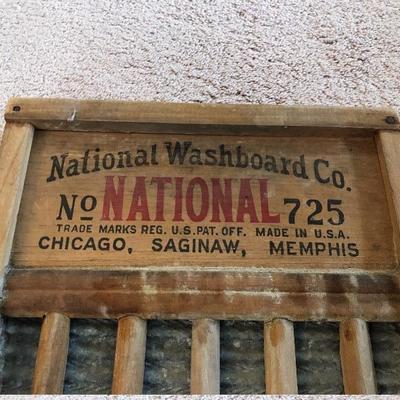 National Washboard Co.
No NATIONAL 725
TRADE MARKS REG. U.S. PAT. OFF. MADE IN U.S.A.
CHICAGO, SAGINAW, MEMPHIS